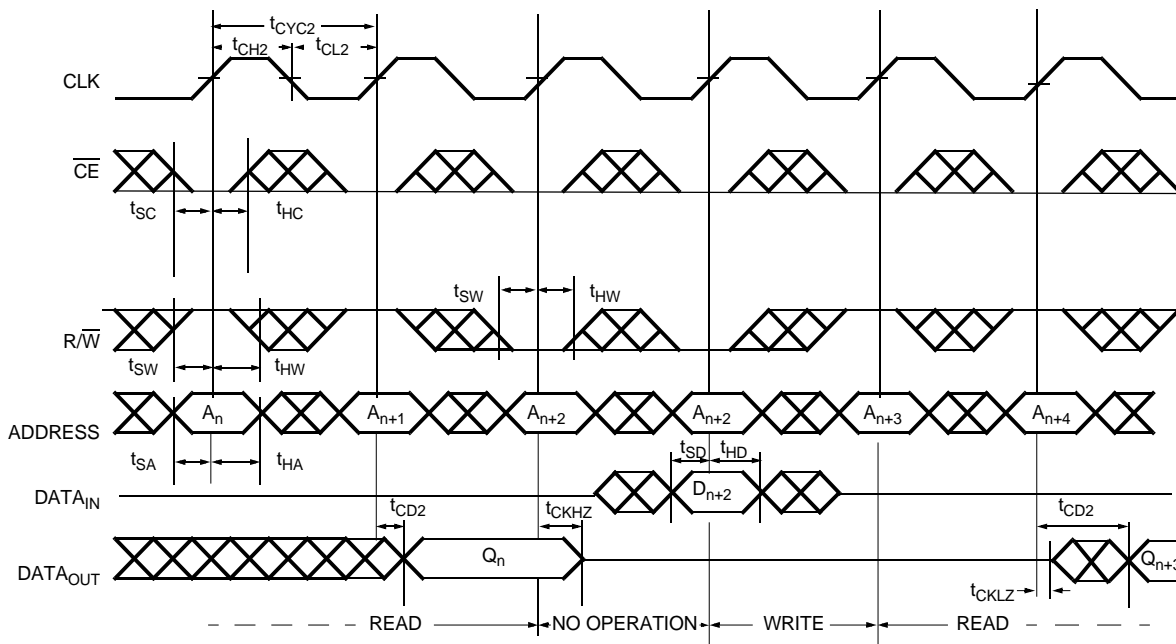 tCYC2
tCH2 tCL2
CLK
CE
tSC tHC
tSW tHW
R/W
tSW tHW
An An+1 An+2 An+2 An+3 An+4
ADDRESS
tSA tHA tSD tHD
DATAIN Dn+2
tCD2 tCKHZ tCD2
DATAOUT Qn Qn+3
tCKLZ
READ NO OPERATION WRITE READ